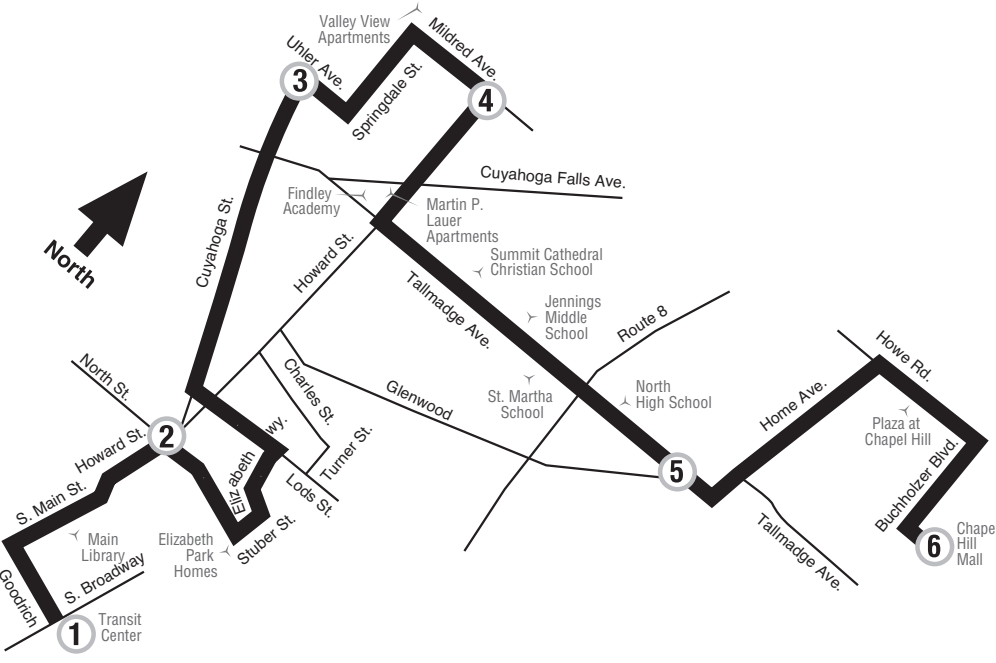 Valley View
Apartments
Mildred Ave.
Uhler Ave.
3
4
Springdale St.
Cuyahoga Falls Ave.
Findley
Academy
Martin P.
Lauer
Apartments
North
Cuyahoga St.
Howard St.
Summit Cathedral
Christian School
Tallmadge Ave.
Jennings
Middle
School
Route 8
North St.
Charles St.
Glenwood
St. Martha
School
North
High School
Home Ave.
Howe Rd.
Plaza at
Chapel Hill
Howard St.
2
Elizabeth
wy.
Turner St.
Lods St.
5
Buchholzer Blvd.
S. Main St.
Main
Library
Elizabeth
Park
Homes
Stuber St.
Tallmadge Ave.
6
Chape
Hill
Mall
Goodrich
S. Broadway
1
Transit
Center